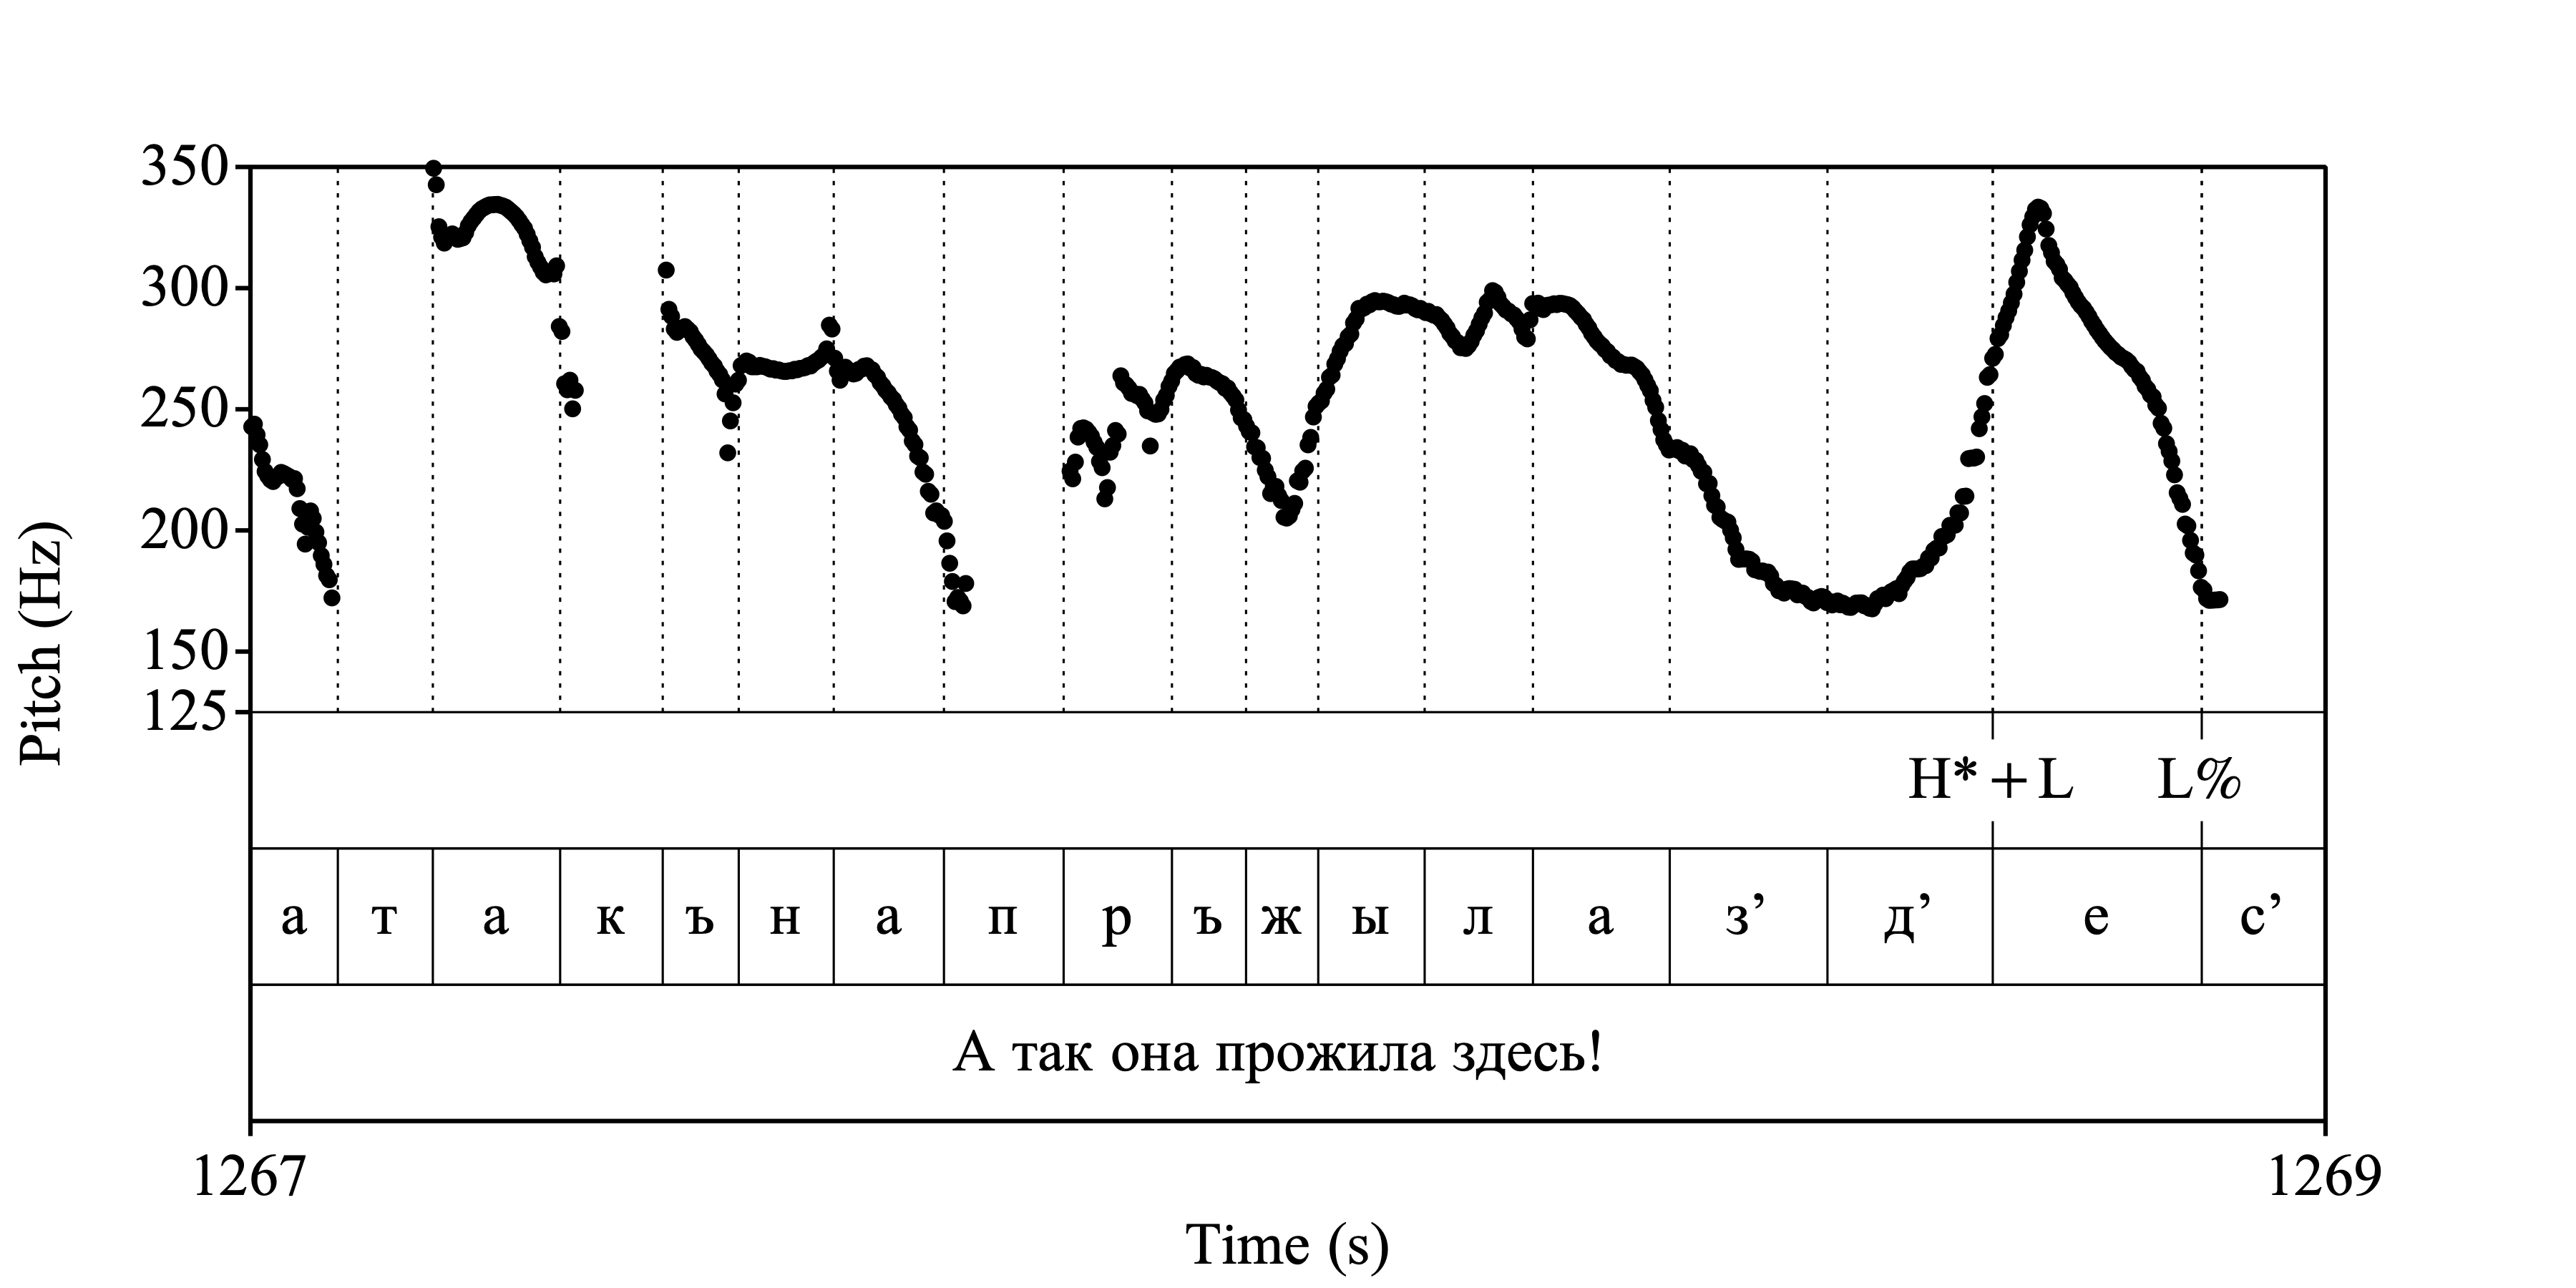 350
300
250
200
150
125
Pitch (Hz)
H* + L L%
а т а к ъ н а п р ъ ж ы л а з’ д’ е с’
А так она прожила здесь!
1267 1269
Time (s)